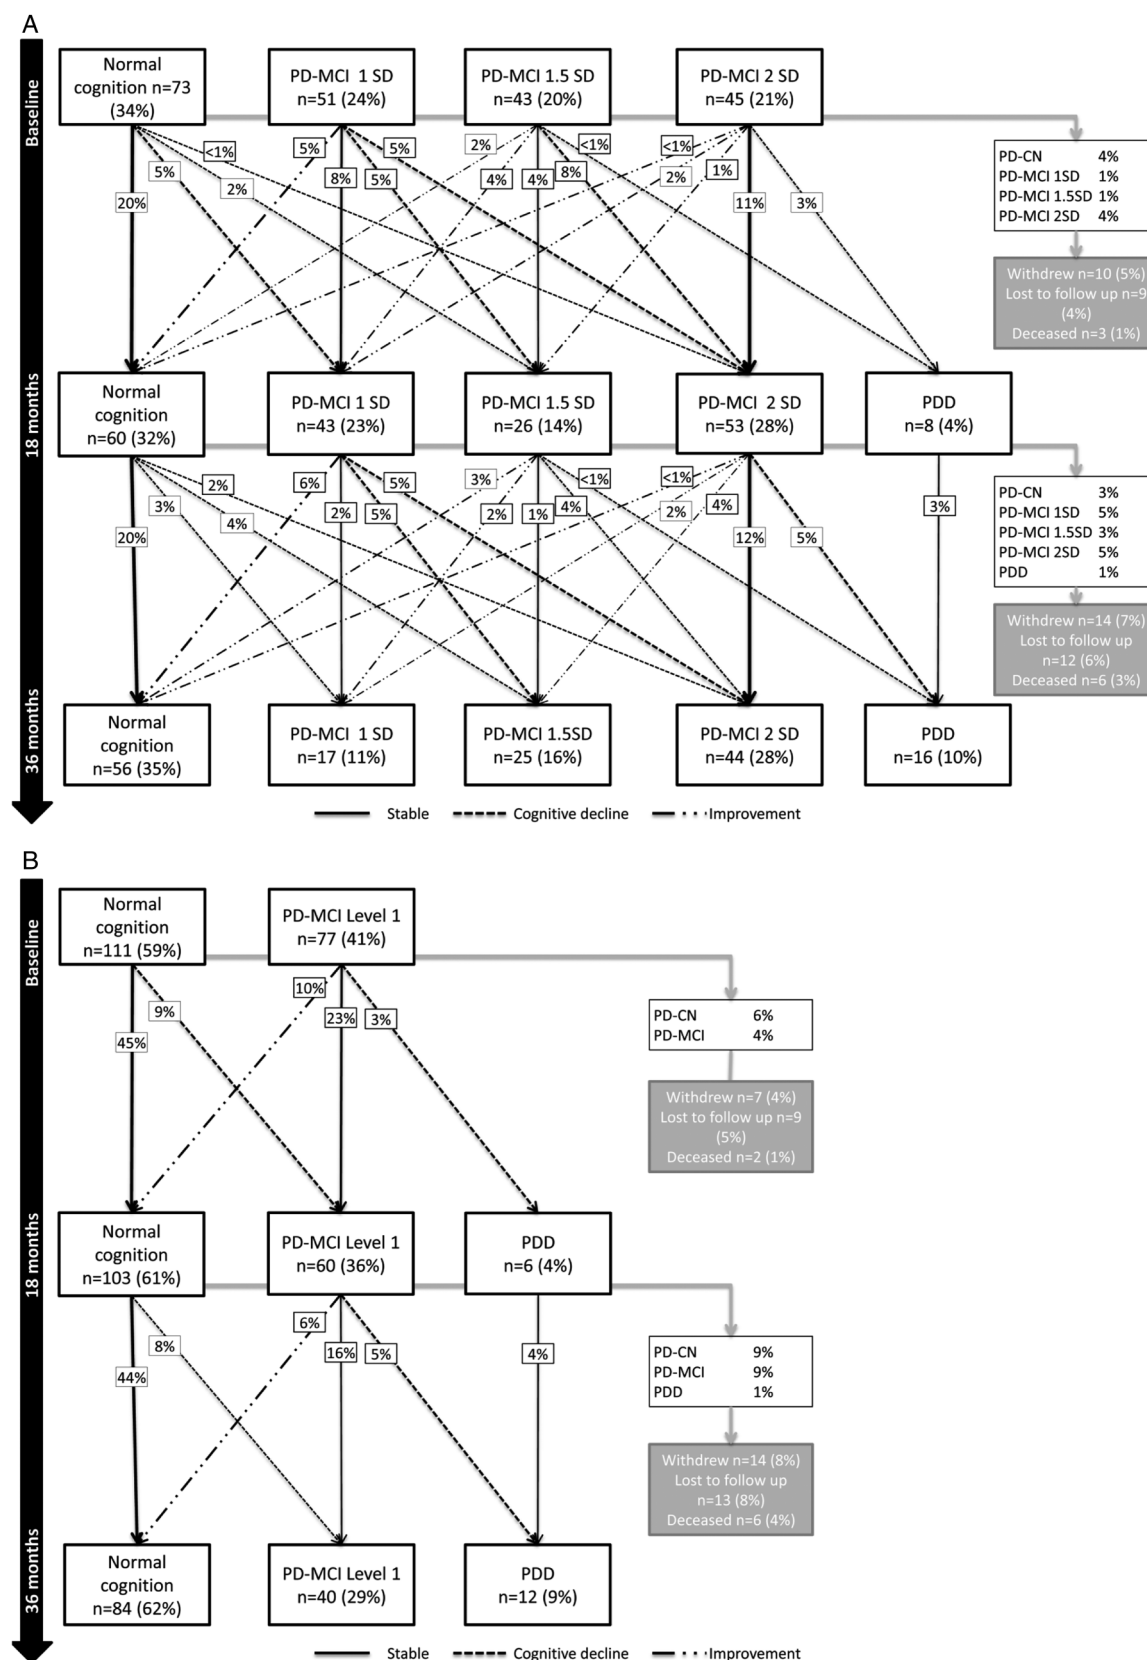 A
Baseline
18 months
36 months
Normal
cognition n=73
(34%)
PD-MCI 1 SD
n=51 (24%)
PD-MCI 1.5 SD
n=43 (20%)
PD-MCI 2 SD
n=45 (21%)
<1%
5%
5%
2%
<1%
<1%
5%
2%
8%
5%
4%
4%
8%
2%
1%
20%
11%
3%
PD-CN 4%
PD-MCI 1SD 1%
PD-MCI 1.5SD 1%
PD-MCI 2SD 4%
Withdrew n=10 (5%)
Lost to follow up n=9
(4%)
Deceased n=3 (1%)
Normal
cognition
n=60 (32%)
PD-MCI 1 SD
n=43 (23%)
PD-MCI 1.5 SD
n=26 (14%)
PD-MCI 2 SD
n=53 (28%)
PDD
n=8 (4%)
2%
6%
5%
3%
<1%
<1%
3%
4%
2%
5%
2%
1%
4%
2%
4%
20%
12%
5%
3%
PD-CN 3%
PD-MCI 1SD 5%
PD-MCI 1.5SD 3%
PD-MCI 2SD 5%
PDD 1%
Withdrew n=14 (7%)
Lost to follow up
n=12 (6%)
Deceased n=6 (3%)
Normal
cognition
n=56 (35%)
PD-MCI 1 SD
n=17 (11%)
PD-MCI 1.5SD
n=25 (16%)
PD-MCI 2 SD
n=44 (28%)
PDD
n=16 (10%)
Stable Cognitive decline Improvement
B
Baseline
18 months
36 months
Normal
cognition
n=111 (59%)
PD-MCI Level 1
n=77 (41%)
10%
9%
23%
3%
45%
PD-CN 6%
PD-MCI 4%
Withdrew n=7 (4%)
Lost to follow up n=9
(5%)
Deceased n=2 (1%)
Normal
cognition
n=103 (61%)
PD-MCI Level 1
n=60 (36%)
PDD
n=6 (4%)
6%
8%
16%
5%
4%
44%
PD-CN 9%
PD-MCI 9%
PDD 1%
Withdrew n=14 (8%)
Lost to follow up
n=13 (8%)
Deceased n=6 (4%)
Normal
cognition
n=84 (62%)
PD-MCI Level 1
n=40 (29%)
PDD
n=12 (9%)
Stable Cognitive decline Improvement